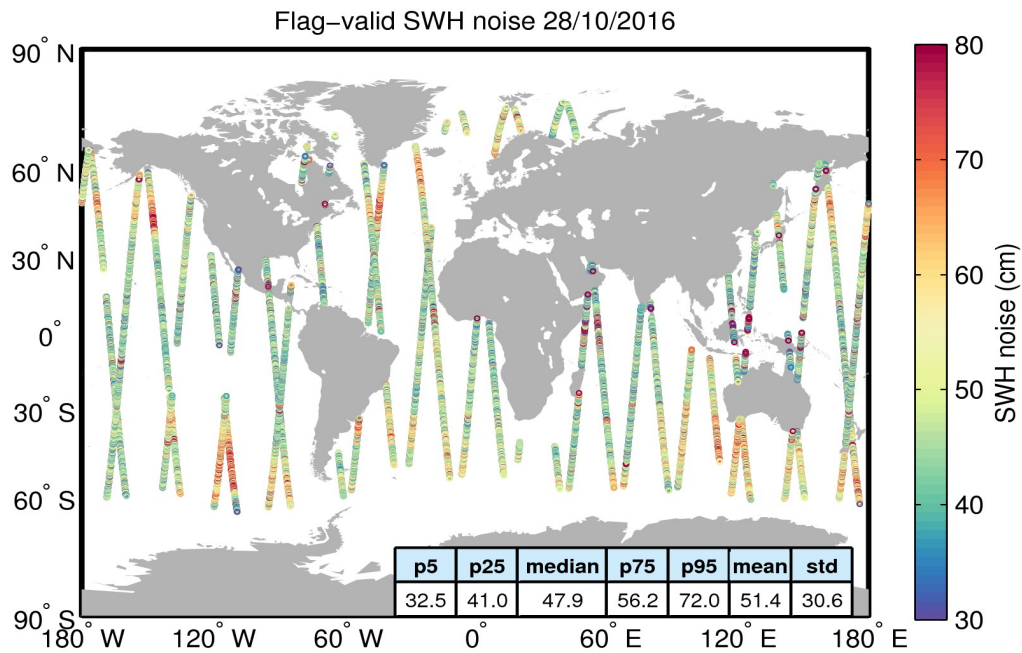 Flag−valid SWH noise 28/10/2016
90° N
60° N
30° N
0°
30° S
60° S
90° S
180° W 120° W 60° W 0° 60° E 120° E 180° E
p5 p25 median p75 p95 mean std
32.5 41.0 47.9 56.2 72.0 51.4 30.6
80
70
60
50
40
30
SWH noise (cm)